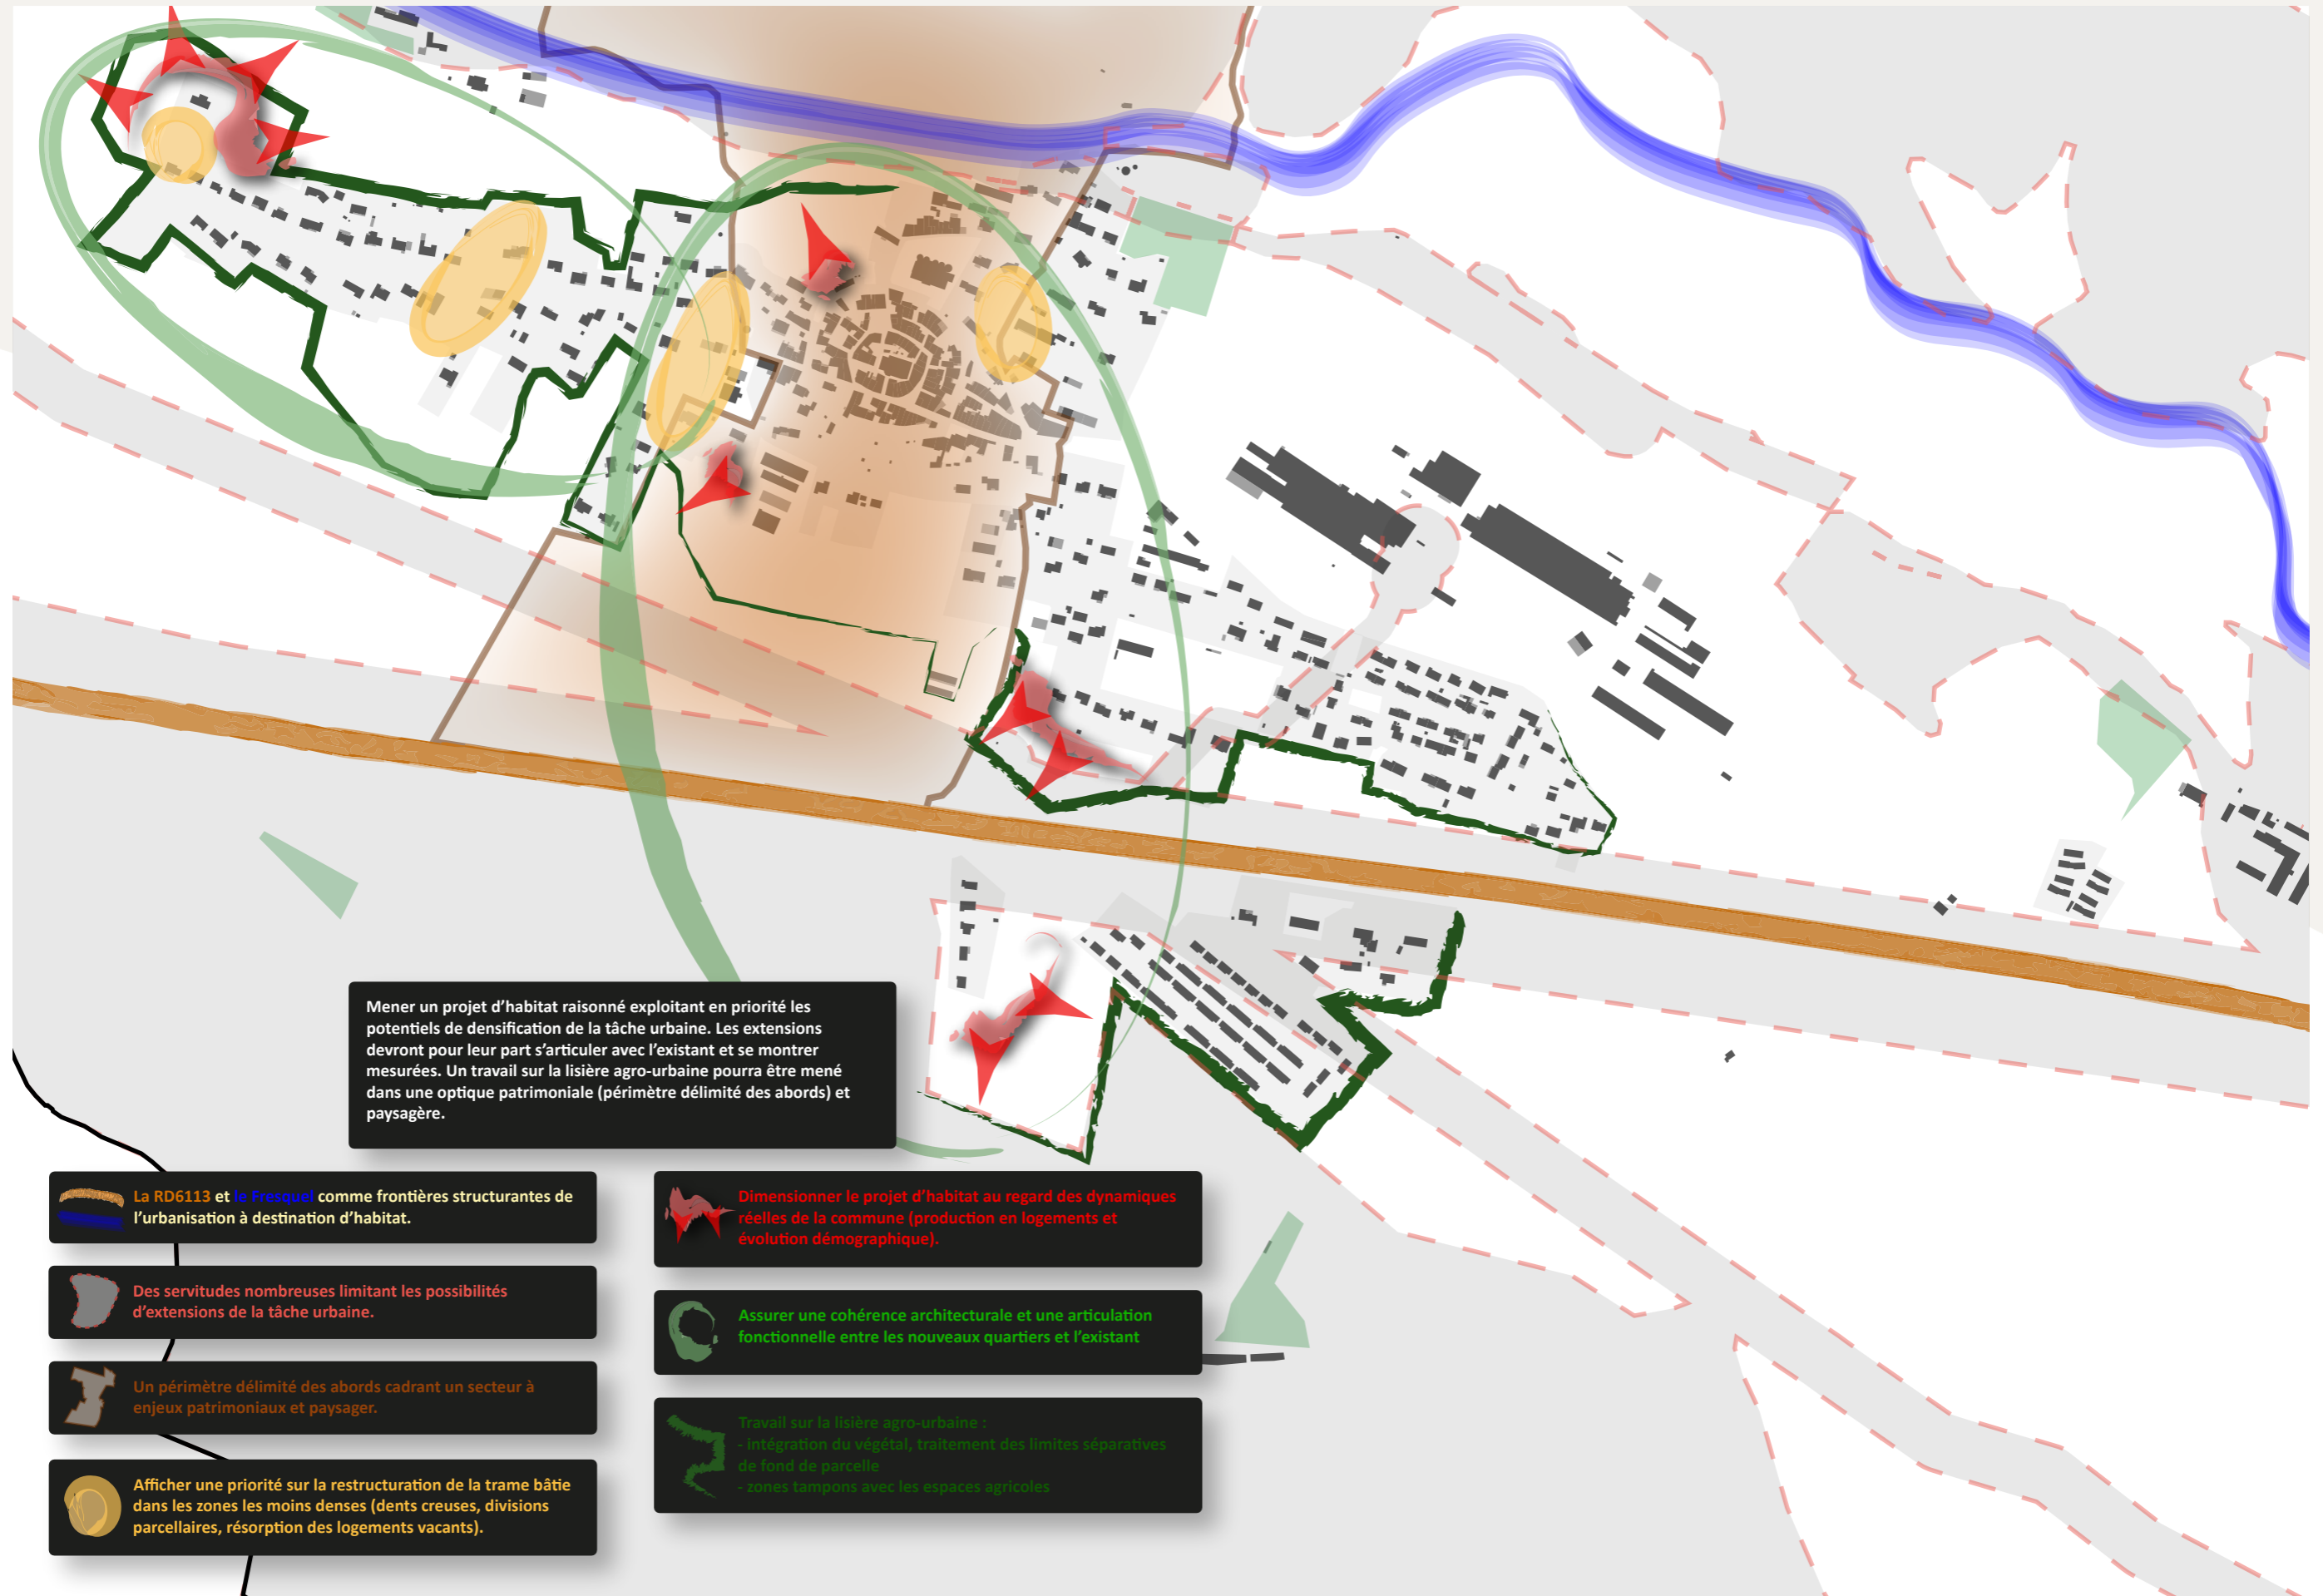 Mener un projet d’habitat raisonné exploitant en priorité les
potentiels de densification de la tâche urbaine. Les extensions
devront pour leur part s’articuler avec l’existant et se montrer
mesurées. Un travail sur la lisière agro-urbaine pourra être mené
dans une optique patrimoniale (périmètre délimité des abords) et
paysagère.
La RD6113 et le Fresquel comme frontières structurantes de
l’urbanisation à destination d’habitat.
Des servitudes nombreuses limitant les possibilités
d’extensions de la tâche urbaine.
Un périmètre délimité des abords cadrant un secteur à
enjeux patrimoniaux et paysager.
Afficher une priorité sur la restructuration de la trame bâtie
dans les zones les moins denses (dents creuses, divisions
parcellaires, résorption des logements vacants).
Dimensionner le projet d’habitat au regard des dynamiques
réelles de la commune (production en logements et
évolution démographique).
Assurer une cohérence architecturale et une articulation
fonctionnelle entre les nouveaux quartiers et l’existant
Travail sur la lisière agro-urbaine :
- intégration du végétal, traitement des limites séparatives
de fond de parcelle
- zones tampons avec les espaces agricoles